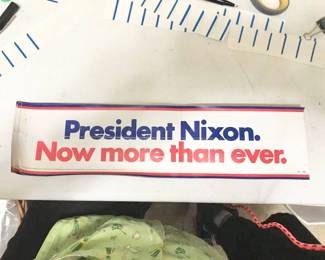 President Nixon.
Now more than ever.